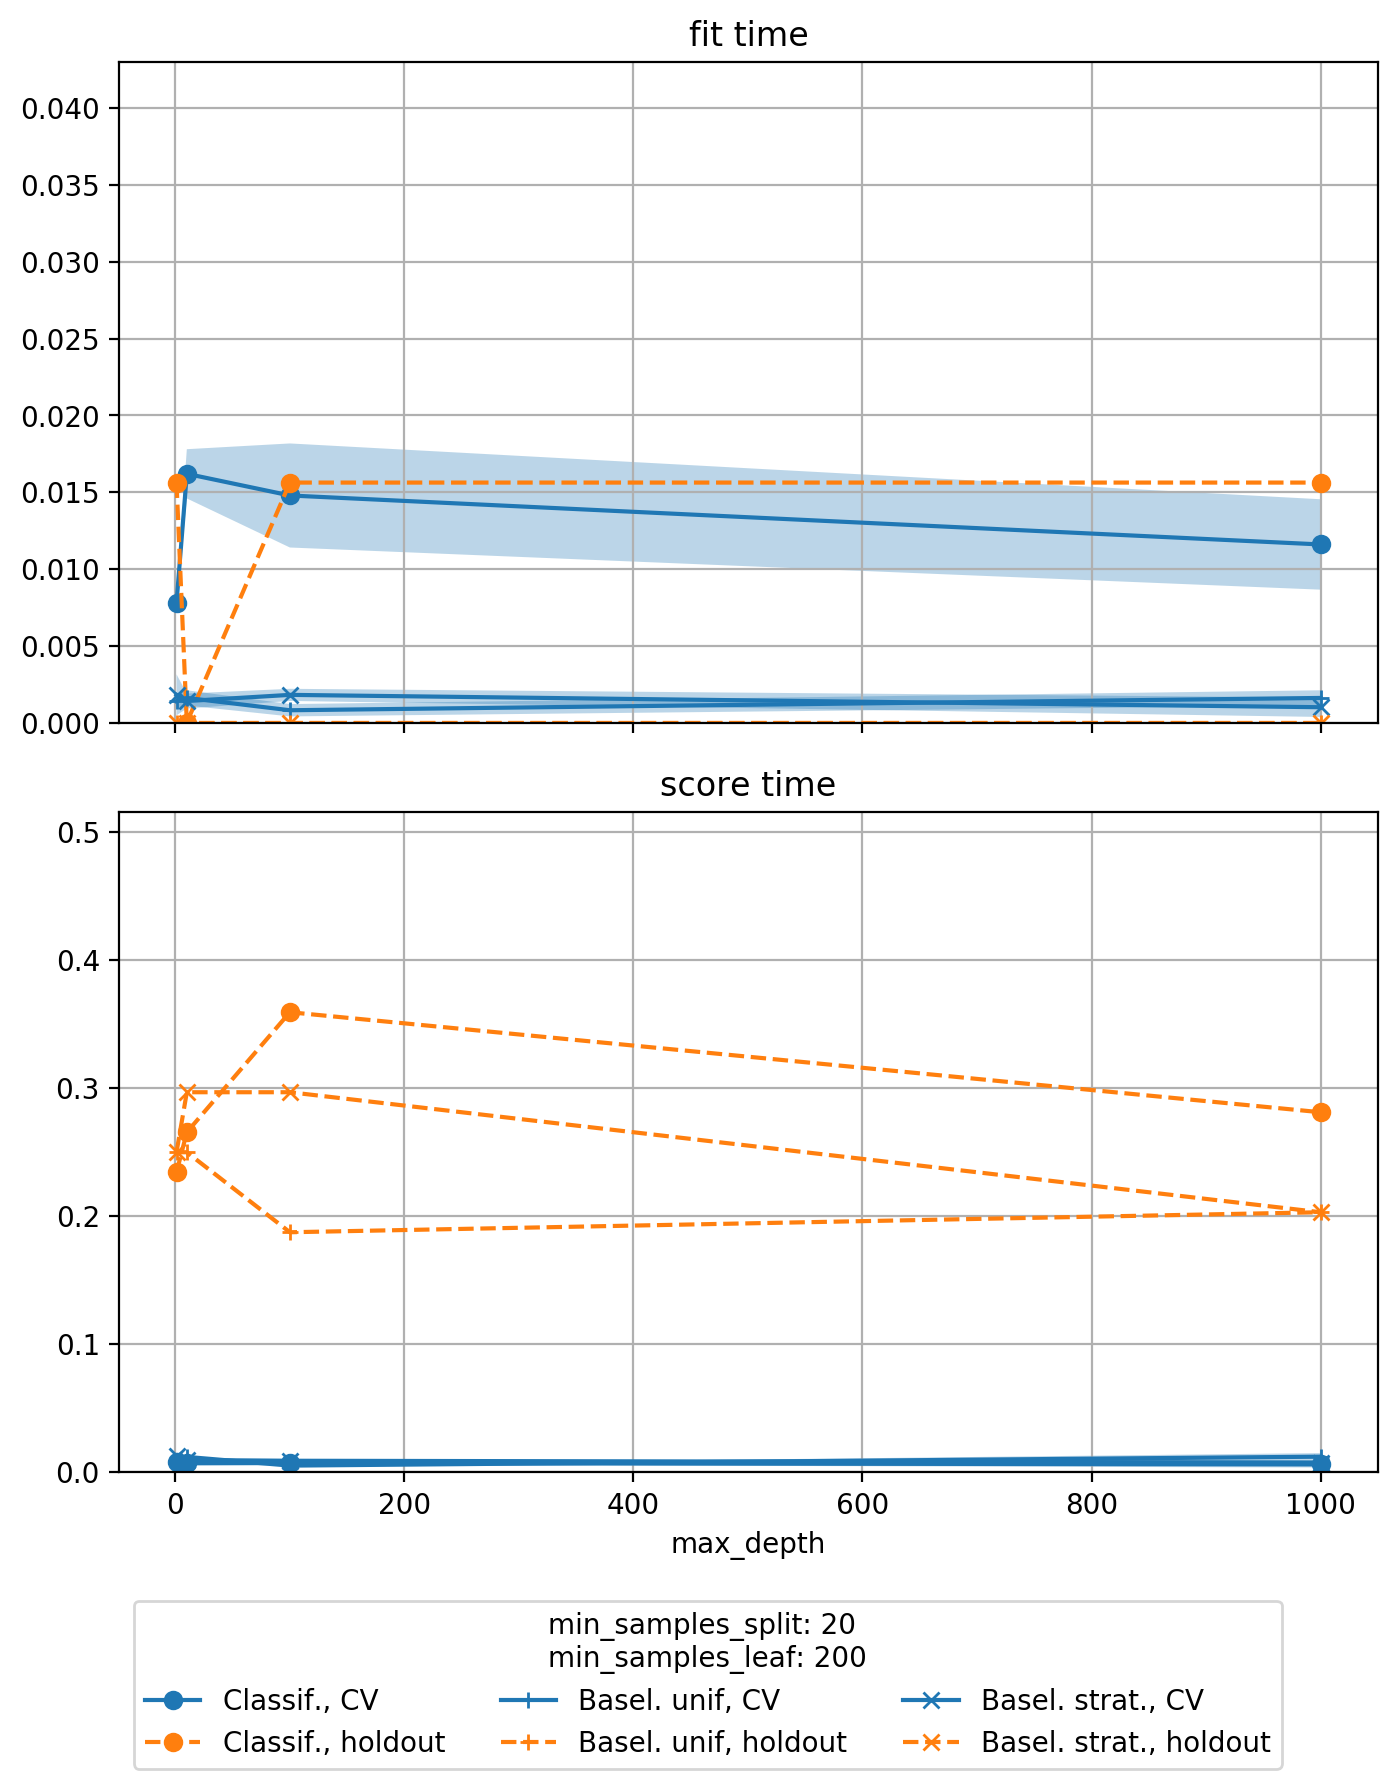 fit time
0.040
0.035
0.030
0.025
0.020
0.015
0.010
0.005
0.000
score time
0.5
0.4
0.3
0.2
0.1
0.0
0 200 400 600 800 1000
max_depth
min_samples_split: 20
min_samples_leaf: 200
Classif., CV Basel. unif, CV Basel. strat., CV
Classif., holdout Basel. unif, holdout Basel. strat., holdout